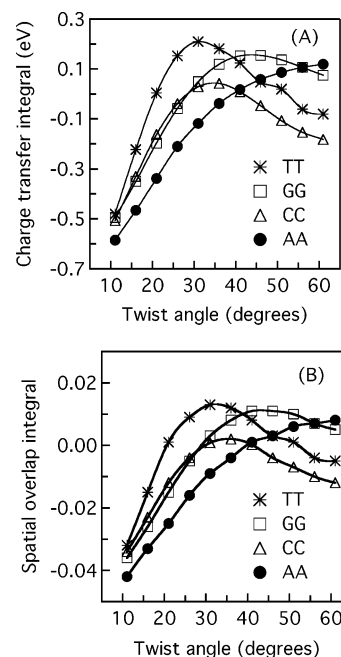 (A)
Charge transfer integral (eV)
0.3
0.1
-0.1
-0.3
-0.5
-0.7
TT
GG
CC
AA
10 20 30 40 50 60
Twist angle (degrees)
(B)
Spatial overlap integral
0.02
0.00
-0.02
-0.04
TT
GG
CC
AA
10 20 30 40 50 60
Twist angle (degrees)